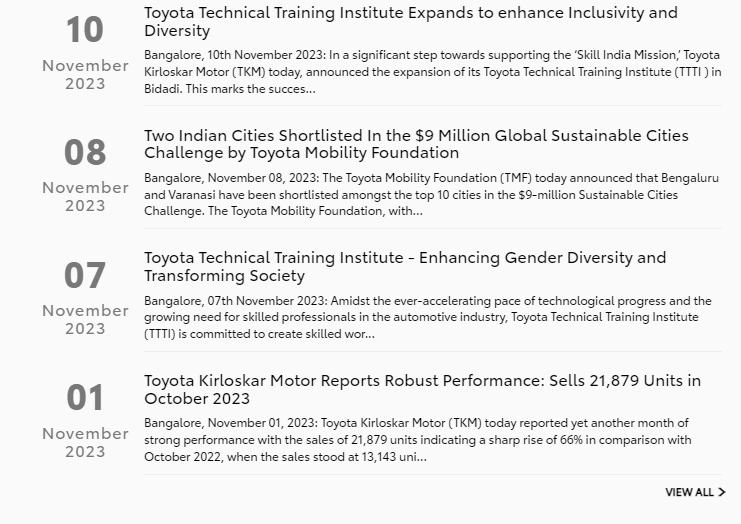 10
November
2023
Toyota Technical Training Institute Expands to enhance Inclusivity and
Diversity
Bangalore, 10th November 2023: In a significant step towards supporting the ‘Skill India Mission,’ Toyota
Kirloskar Motor (TKM) today, announced the expansion of its Toyota Technical Training Institute (TTTI ) in
Bidadi. This marks the succes...
08
November
2023
Two Indian Cities Shortlisted In the $9 Million Global Sustainable Cities
Challenge by Toyota Mobility Foundation
Bangalore, November 08, 2023: The Toyota Mobility Foundation (TMF) today announced that Bengaluru
and Varanasi have been shortlisted amongst the top 10 cities in the $9-million Sustainable Cities
Challenge. The Toyota Mobility Foundation, with...
07
November
2023
Toyota Technical Training Institute - Enhancing Gender Diversity and
Transforming Society
Bangalore, 07th November 2023: Amidst the ever-accelerating pace of technological progress and the
growing need for skilled professionals in the automotive industry, Toyota Technical Training Institute
(TTTI) is committed to create skilled wor...
01
November
2023
Toyota Kirloskar Motor Reports Robust Performance: Sells 21,879 Units in
October 2023
Bangalore, November 01, 2023: Toyota Kirloskar Motor (TKM) today reported yet another month of
strong performance with the sales of 21,879 units indicating a sharp rise of 66% in comparison with
October 2022, when the sales stood at 13,143 uni...
VIEW ALL >